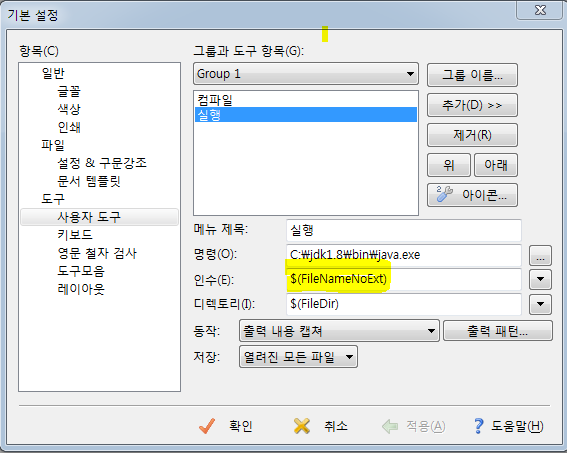 기본 설정
항목(C)
일반
글꼴
색상
인쇄
파일
설정 & 구문강조
문서 템플릿
도구
사용자 도구
키보드
영문 철자 검사
도구모음
레이아웃
그룹과 도구 항목(G):
Group 1
그룹 이름...
컴파일
실행
추가(D) >>
제거(R)
위
아래
아이콘...
메뉴 제목:
실행
명령(O):
C:₩jdk1.8₩bin₩java.exe
...
인수(E):
$(FileNameNoExt)
디렉토리(I):
$(FileDir)
동작:
출력 내용 캡쳐
출력 패턴...
저장:
열려진 모든 파일
확인
취소
적용(A)
도움말(H)